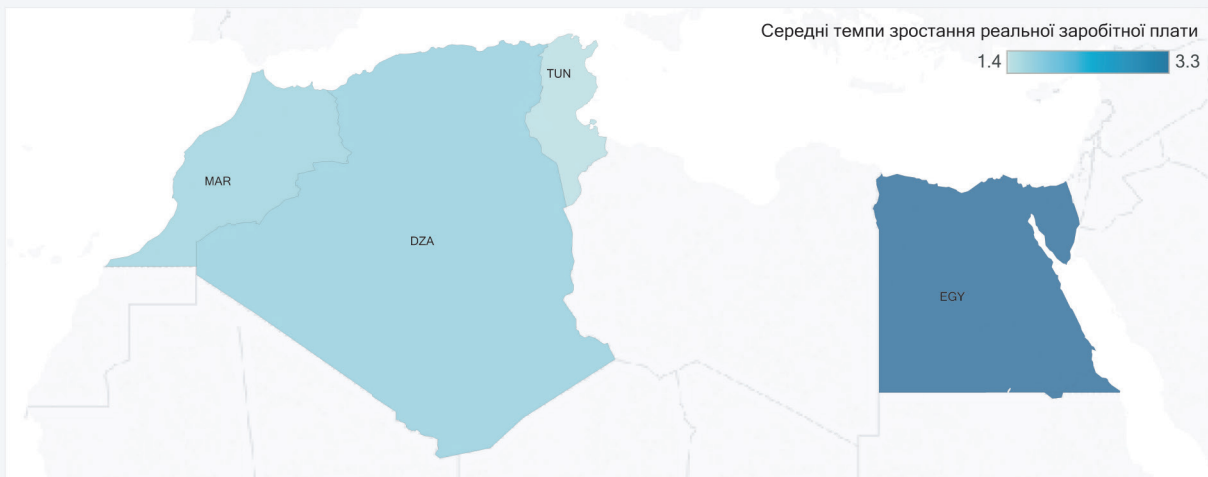 Середні темпи зростання реальної заробітної плати
1.4 3.3
TUN
MAR
DZA
EGY